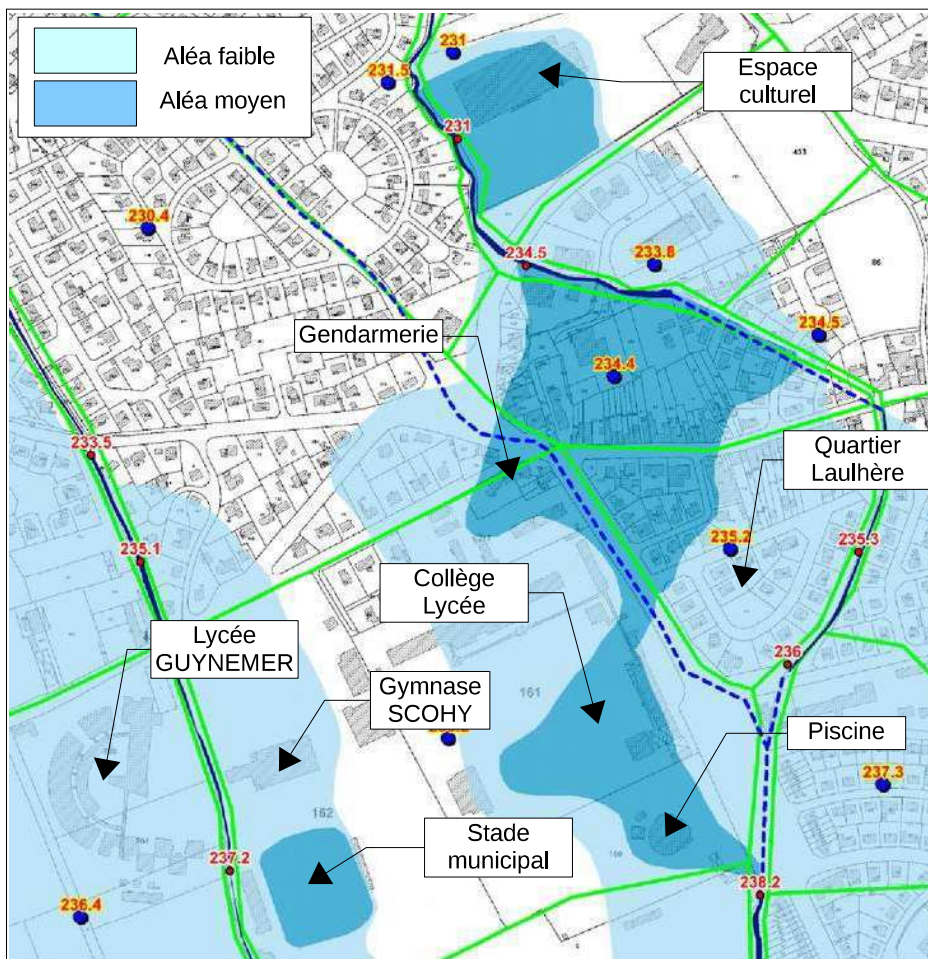 Aléa faible
Aléa moyen
231
231.5
Espace
culturel
231
453
230.4
234.5
233.8
86
Gendarmerie
234.5
234.4
233.5
Quartier
Laulhère
235.1
235.2
235.3
Collège
Lycée
Lycée
GUYNEMER
236
161
Gymnase
SCOHY
Piscine
237.3
162
Stade
municipal
237.2
238.2
236.4